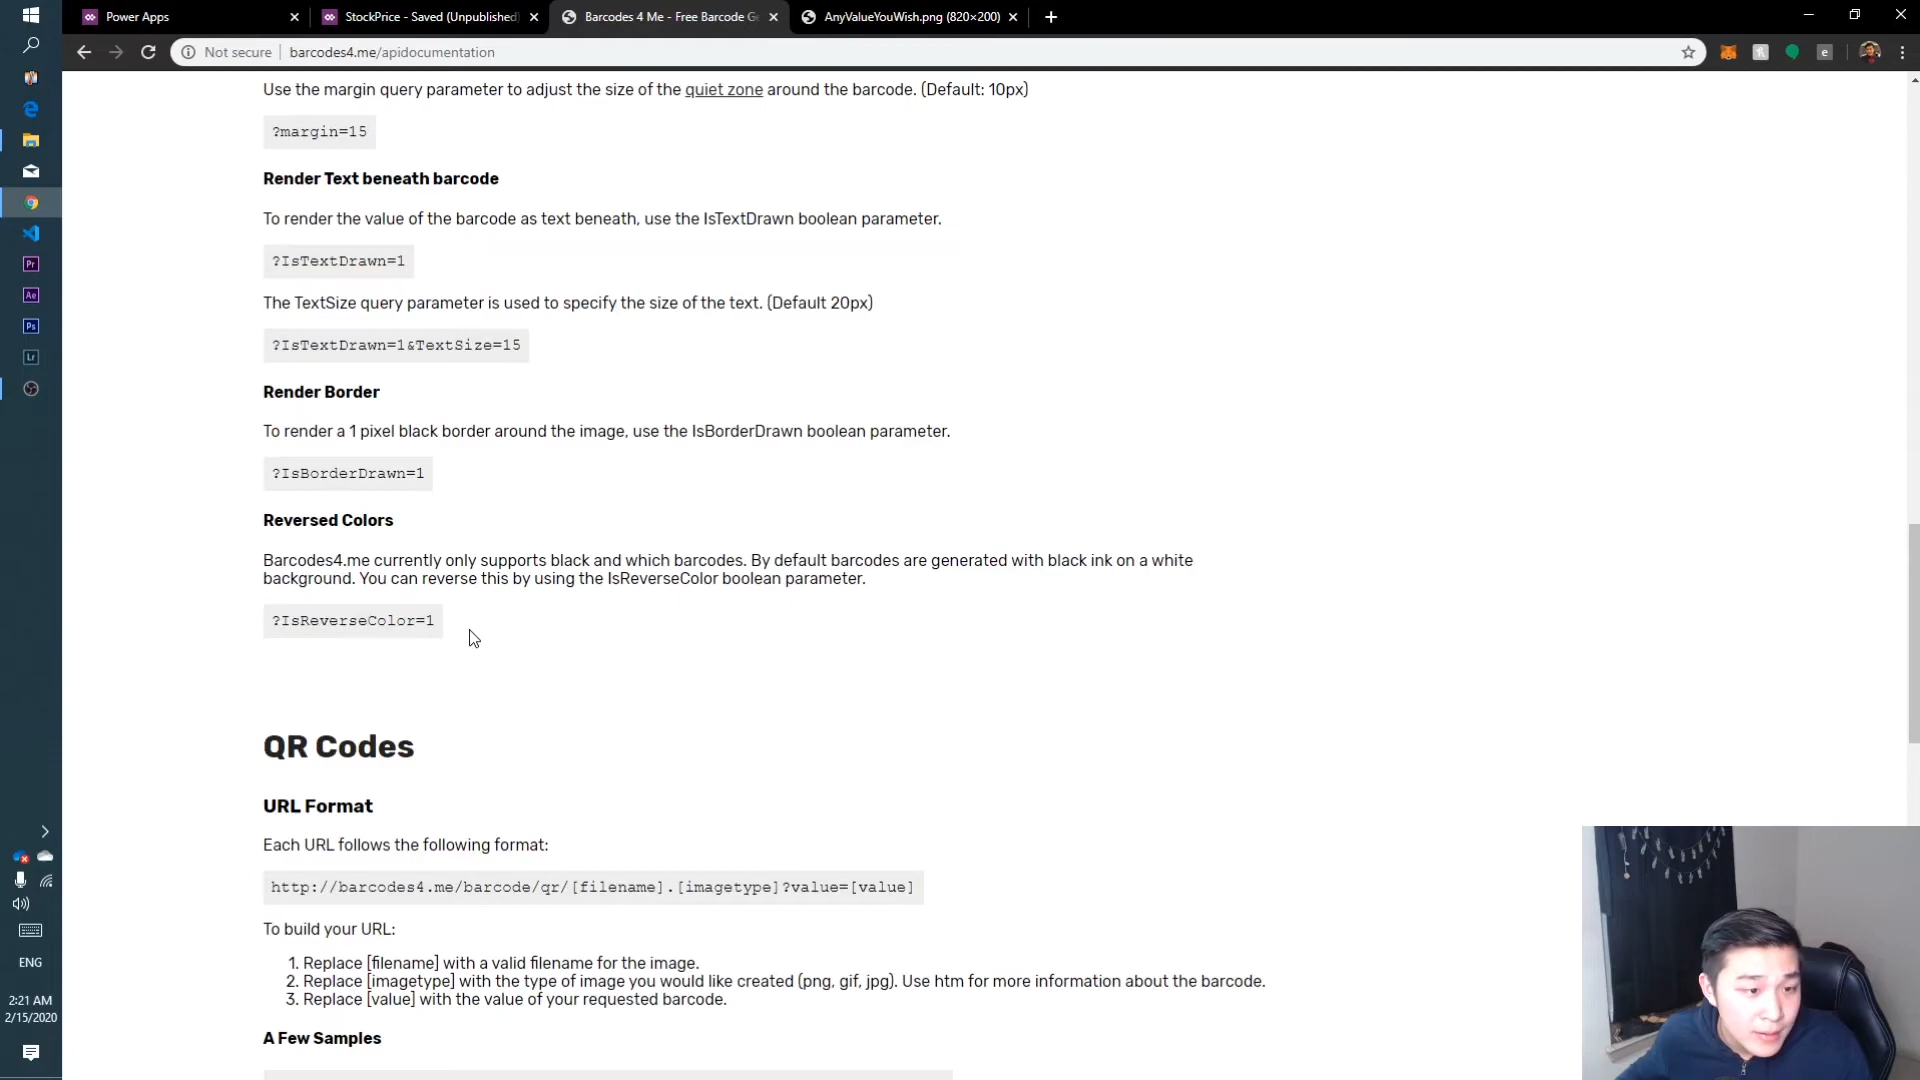 Power Apps
StockPrice - Saved (Unpublished)
Barcodes 4 Me - Free Barcode Ge
AnyValueYouWish.png (820×200)
Not secure
barcodes4.me/apidocumentation
e
Use the margin query parameter to adjust the size of the quiet zone around the barcode. (Default: 10px)
?margin=15
Render Text beneath barcode
To render the value of the barcode as text beneath, use the IsTextDrawn boolean parameter.
?IsTextDrawn=1
The TextSize query parameter is used to specify the size of the text. (Default 20px)
?IsTextDrawn=1&TextSize=15
Render Border
To render a 1 pixel black border around the image, use the IsBorderDrawn boolean parameter.
?IsBorderDrawn=1
Reversed Colors
Barcodes4.me currently only supports black and which barcodes. By default barcodes are generated with black ink on a white
background. You can reverse this by using the IsReverseColor boolean parameter.
?IsReverseColor=1
QR Codes
URL Format
Each URL follows the following format:
http://barcodes4.me/barcode/qr/[filename].[imagetype]?value=[value]
To build your URL:
1. Replace [filename] with a valid filename for the image.
2. Replace [imagetype] with the type of image you would like created (png, gif, jpg). Use htm for more information about the barcode.
3. Replace [value] with the value of your requested barcode.
A Few Samples
Pr
Ae
Ps
Lr
ENG
2:21 AM
2/15/2020